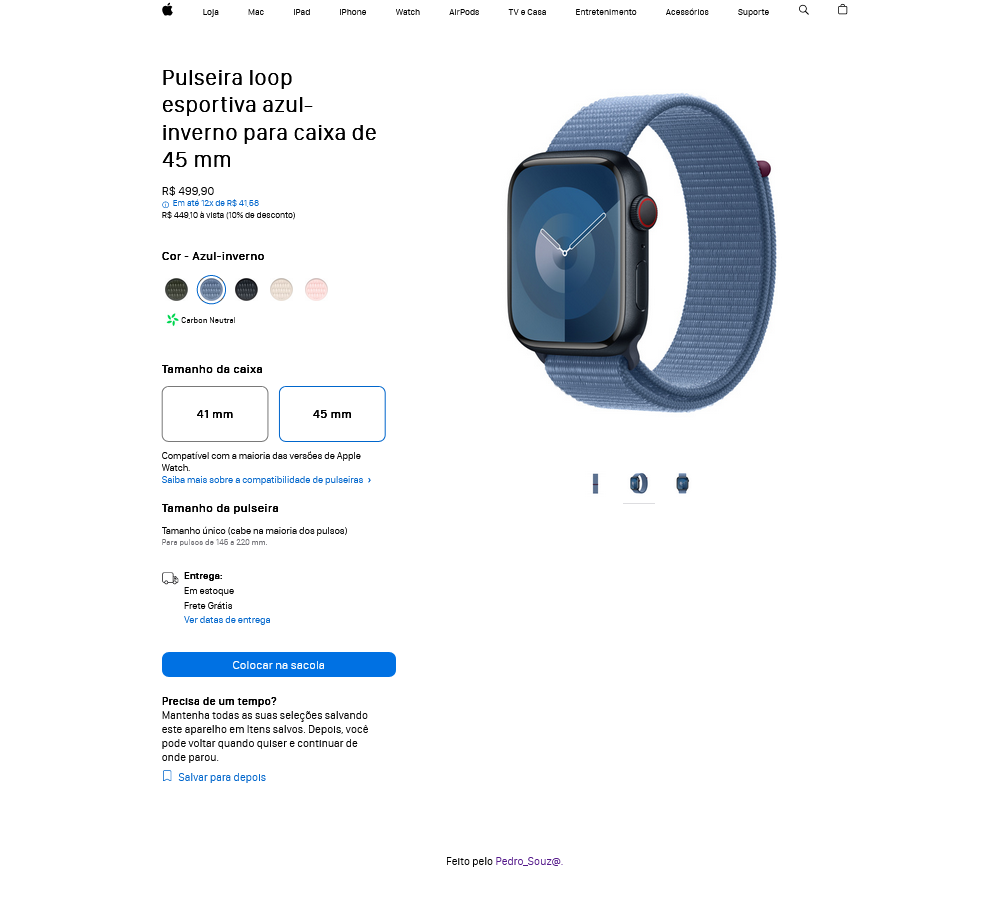 Loja Mac iPad iPhone Watch AirPods TV e Casa Entretenimento Acessórios Suporte
Pulseira loop
esportiva azul-
inverno para caixa de
45 mm
R$ 499,90
Em até 12x de R$ 41,58
R$ 449,10 à vista (10% de desconto)
Cor - Azul-inverno
Carbon Neutral
Tamanho da caixa
41 mm 45 mm
Compatível com a maioria das versões de Apple
Watch.
Saiba mais sobre a compatibilidade de pulseiras ›
Tamanho da pulseira
Tamanho único (cabe na maioria dos pulsos)
Para pulsos de 145 a 220 mm.
Entrega:
Em estoque
Frete Grátis
Ver datas de entrega
Colocar na sacola
Precisa de um tempo?
Mantenha todas as suas seleções salvando
este aparelho em Itens salvos. Depois, você
pode voltar quando quiser e continuar de
onde parou.
Salvar para depois
Feito pelo Pedro_Souz@.